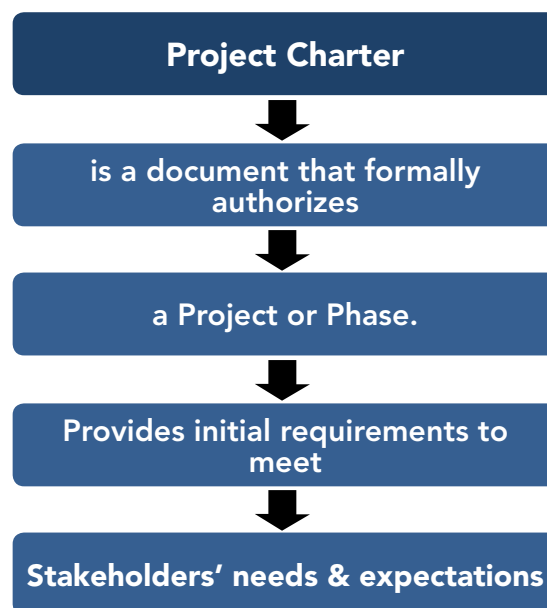 Project Charter
is a document that formally
authorizes
a Project or Phase.
Provides initial requirements to
meet
Stakeholders’ needs & expectations